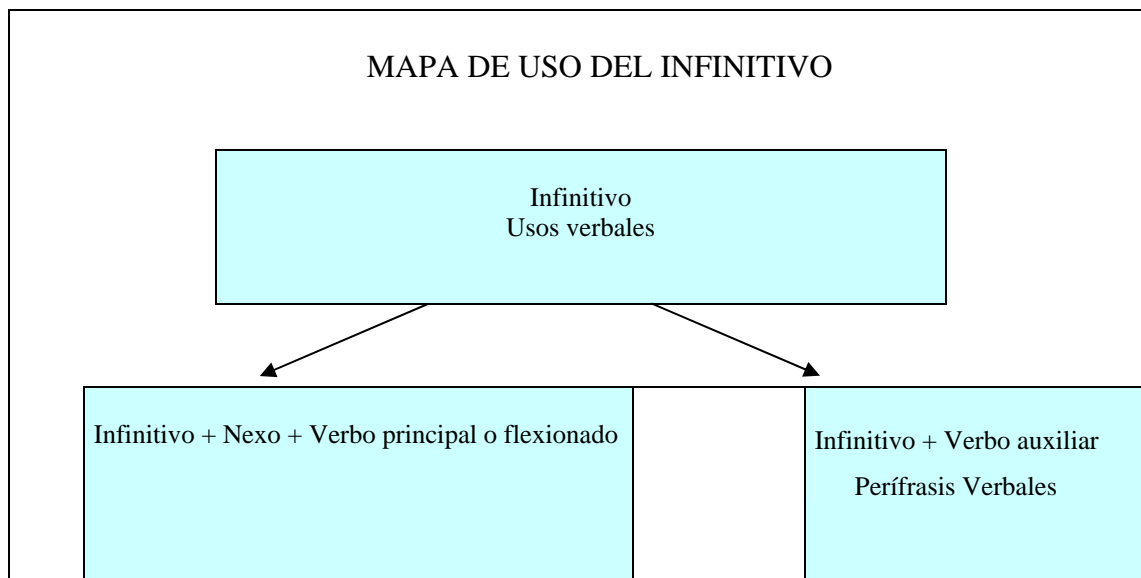 MAPA DE USO DEL INFINITIVO
Infinitivo
Usos verbales
Infinitivo + Nexo + Verbo principal o flexionado
Infinitivo + Verbo auxiliar
Perífrasis Verbales